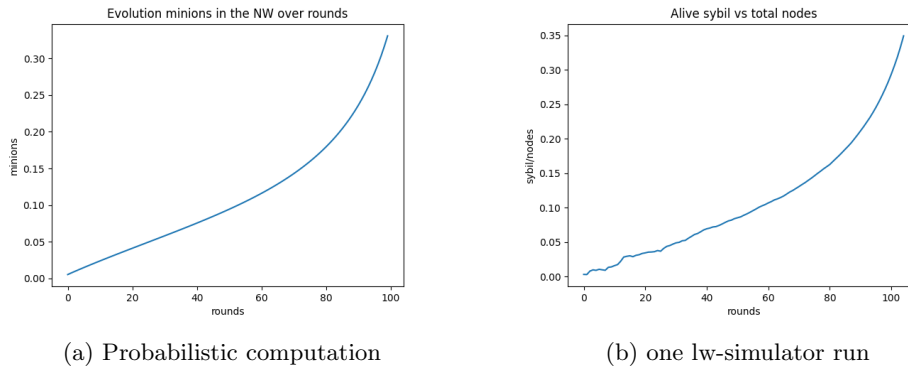 Evolution minions in the NW over rounds
minions
0.30
0.25
0.20
0.15
0.10
0.05
0.00
0 20 40 60 80 100
rounds
(a) Probabilistic computation
Alive sybil vs total nodes
sybil/nodes
0.35
0.30
0.25
0.20
0.15
0.10
0.05
0.00
0 20 40 60 80 100
rounds
(b) one lw-simulator run